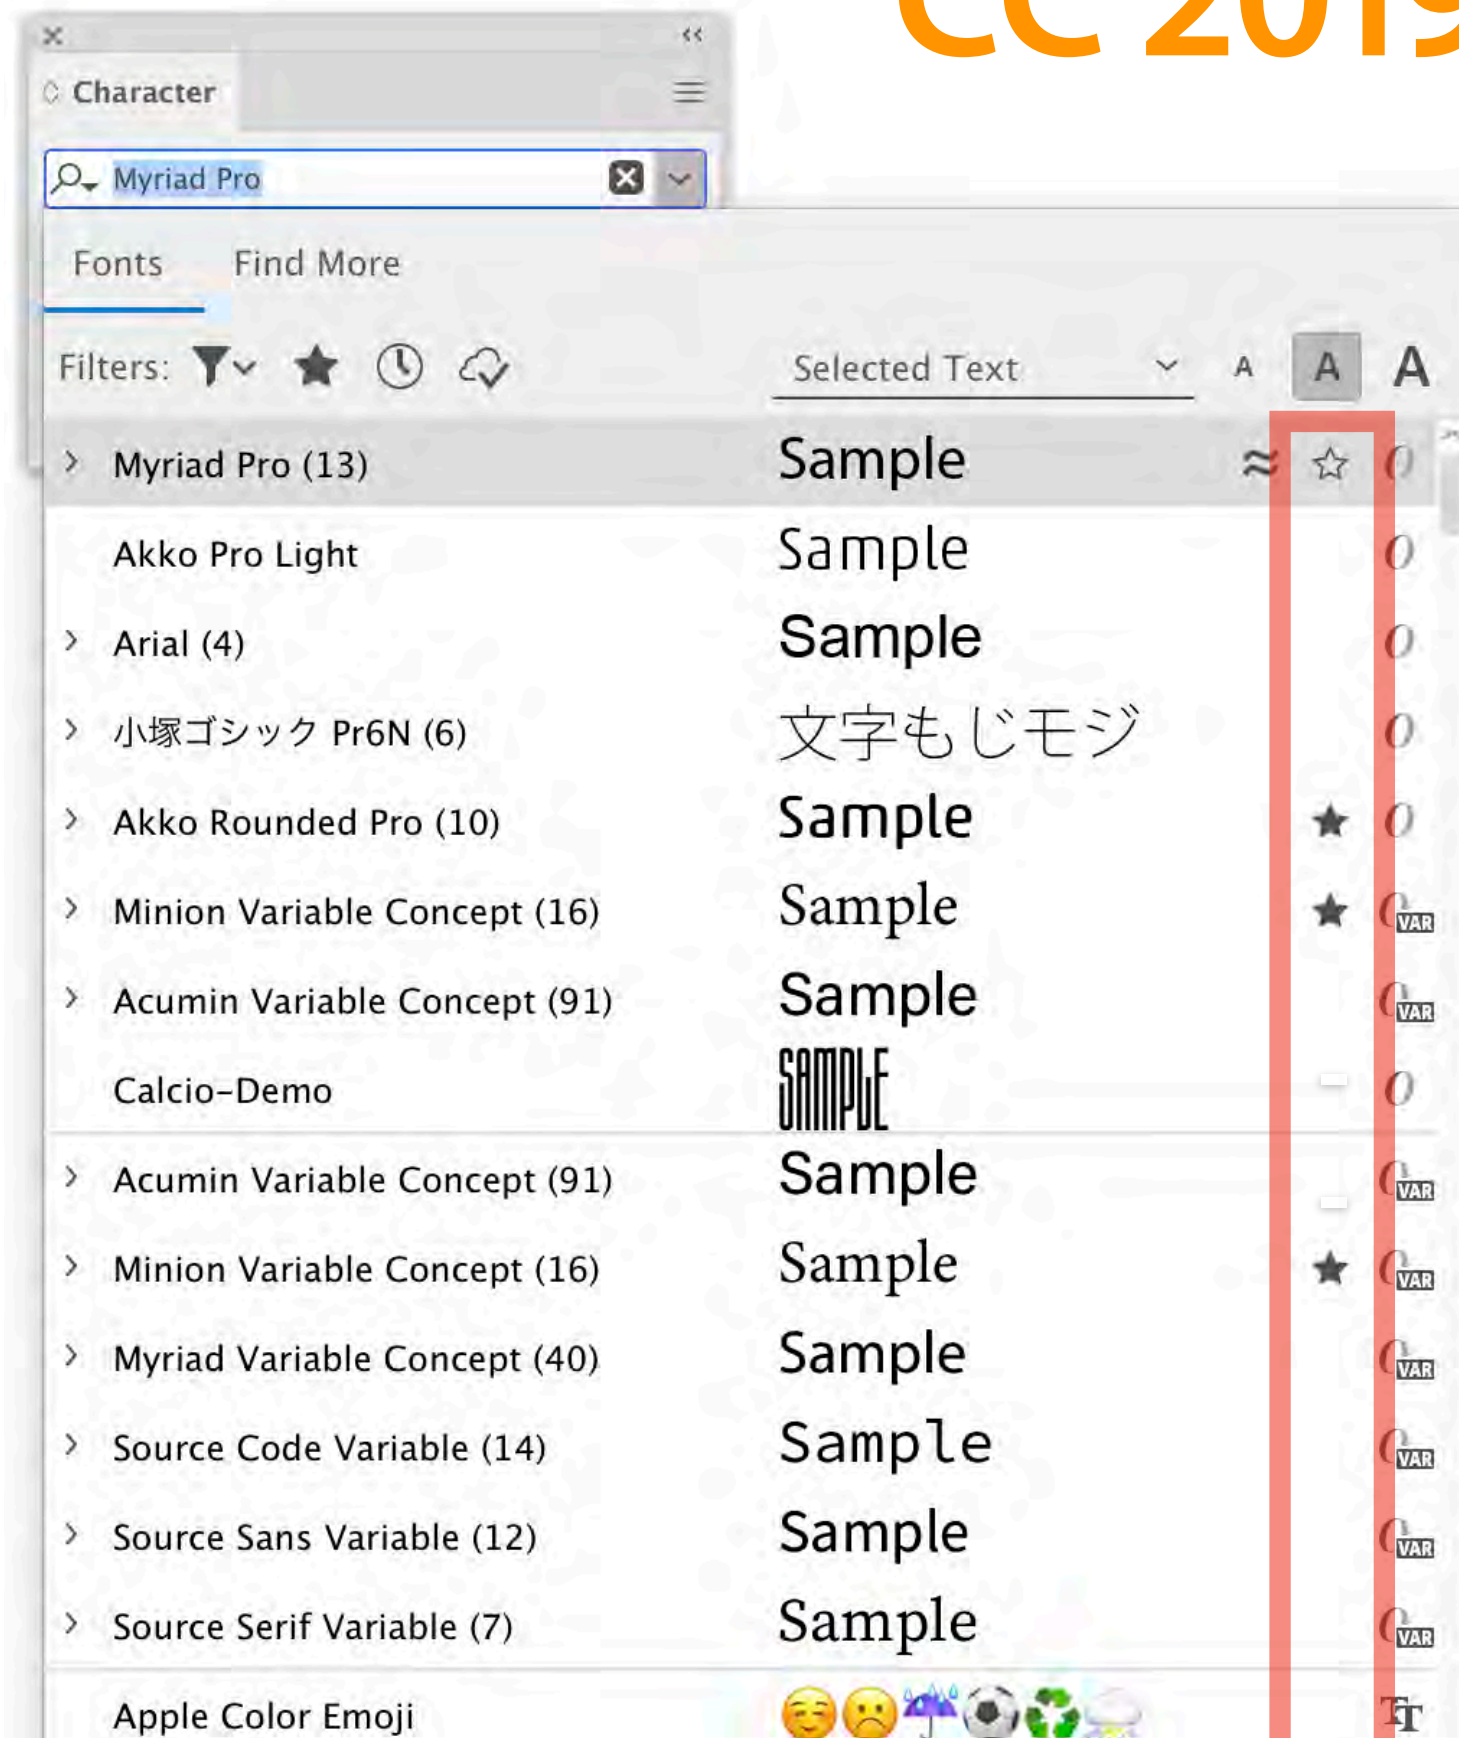 CC 2019
Character
Myriad Pro
Fonts Find More
Filters: Selected Text A A A
Myriad Pro (13) Sample
Akko Pro Light Sample
Arial (4) Sample
小塚ゴシック Pr6N (6) 文字もじモジ
Akko Rounded Pro (10) Sample
Minion Variable Concept (16) Sample VAR
Acumin Variable Concept (91) Sample VAR
Calcio-Demo SAMPLE
Acumin Variable Concept (91) Sample VAR
Minion Variable Concept (16) Sample VAR
Myriad Variable Concept (40) Sample VAR
Source Code Variable (14) Sample VAR
Source Sans Variable (12) Sample VAR
Source Serif Variable (7) Sample VAR
Apple Color Emoji